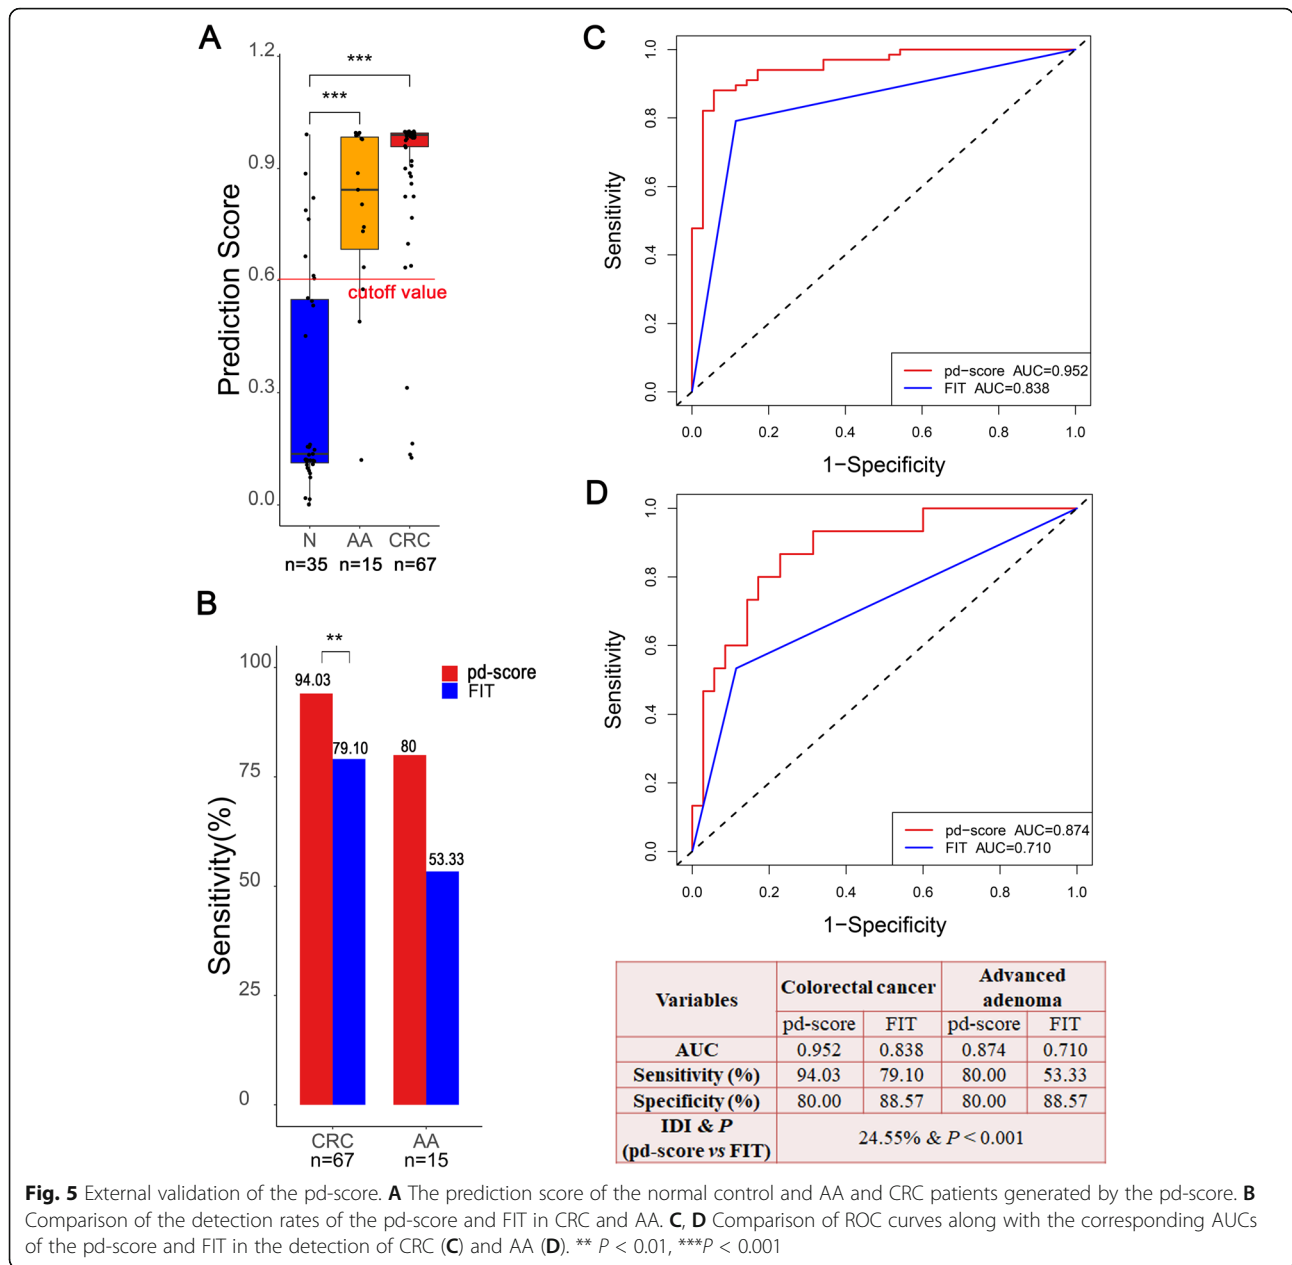 A
1.2
0.9
0.6
0.3
0.0
Prediction Score
***
***
cutoff value
N AA CRC
n=35 n=15 n=67
B
100
75
50
25
0
Sensitivity(%)
**
94.03
79.10
80
53.33
pd-score
FIT
CRC AA
n=67 n=15
C
1.0
0.8
0.6
0.4
0.2
0.0
Sensitivity
pd−score AUC=0.952
FIT AUC=0.838
0.0 0.2 0.4 0.6 0.8 1.0
1−Specificity
D
1.0
0.8
0.6
0.4
0.2
0.0
Sensitivity
pd−score AUC=0.874
FIT AUC=0.710
0.0 0.2 0.4 0.6 0.8 1.0
1−Specificity
Variables Colorectal cancer Advanced adenoma
pd-score FIT pd-score FIT
AUC 0.952 0.838 0.874 0.710
Sensitivity (%) 94.03 79.10 80.00 53.33
Specificity (%) 80.00 88.57 80.00 88.57
IDI & P
(pd-score vs FIT) 24.55% & P < 0.001
Fig. 5 External validation of the pd-score. A The prediction score of the normal control and AA and CRC patients generated by the pd-score. B
Comparison of the detection rates of the pd-score and FIT in CRC and AA. C, D Comparison of ROC curves along with the corresponding AUCs
of the pd-score and FIT in the detection of CRC (C) and AA (D). ** P < 0.01, ***P < 0.001